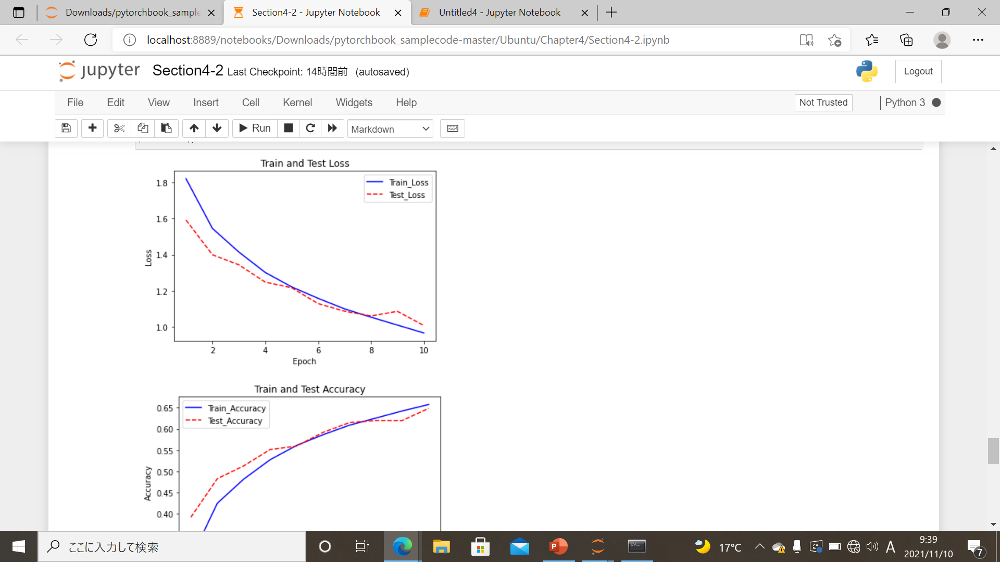 Downloads/pytorchbook_sample
Section4-2 - Jupyter Notebook
Untitled4 - Jupyter Notebook
localhost:8889/notebooks/Downloads/pytorchbook_samplecode-master/Ubuntu/Chapter4/Section4-2.ipynb
jupyter Section4-2 Last Checkpoint: 14時間前 (autosaved)
Logout
File Edit View Insert Cell Kernel Widgets Help
Not Trusted
Python 3
Run
Markdown
Train and Test Loss
Train_Loss
Test_Loss
1.8
1.6
1.4
1.2
1.0
Loss
2 4 6 8 10
Epoch
Train and Test Accuracy
Train_Accuracy
Test_Accuracy
0.65
0.60
0.55
0.50
0.45
0.40
Accuracy
ここに入力して検索
17°C
A
9:39
2021/11/10
7